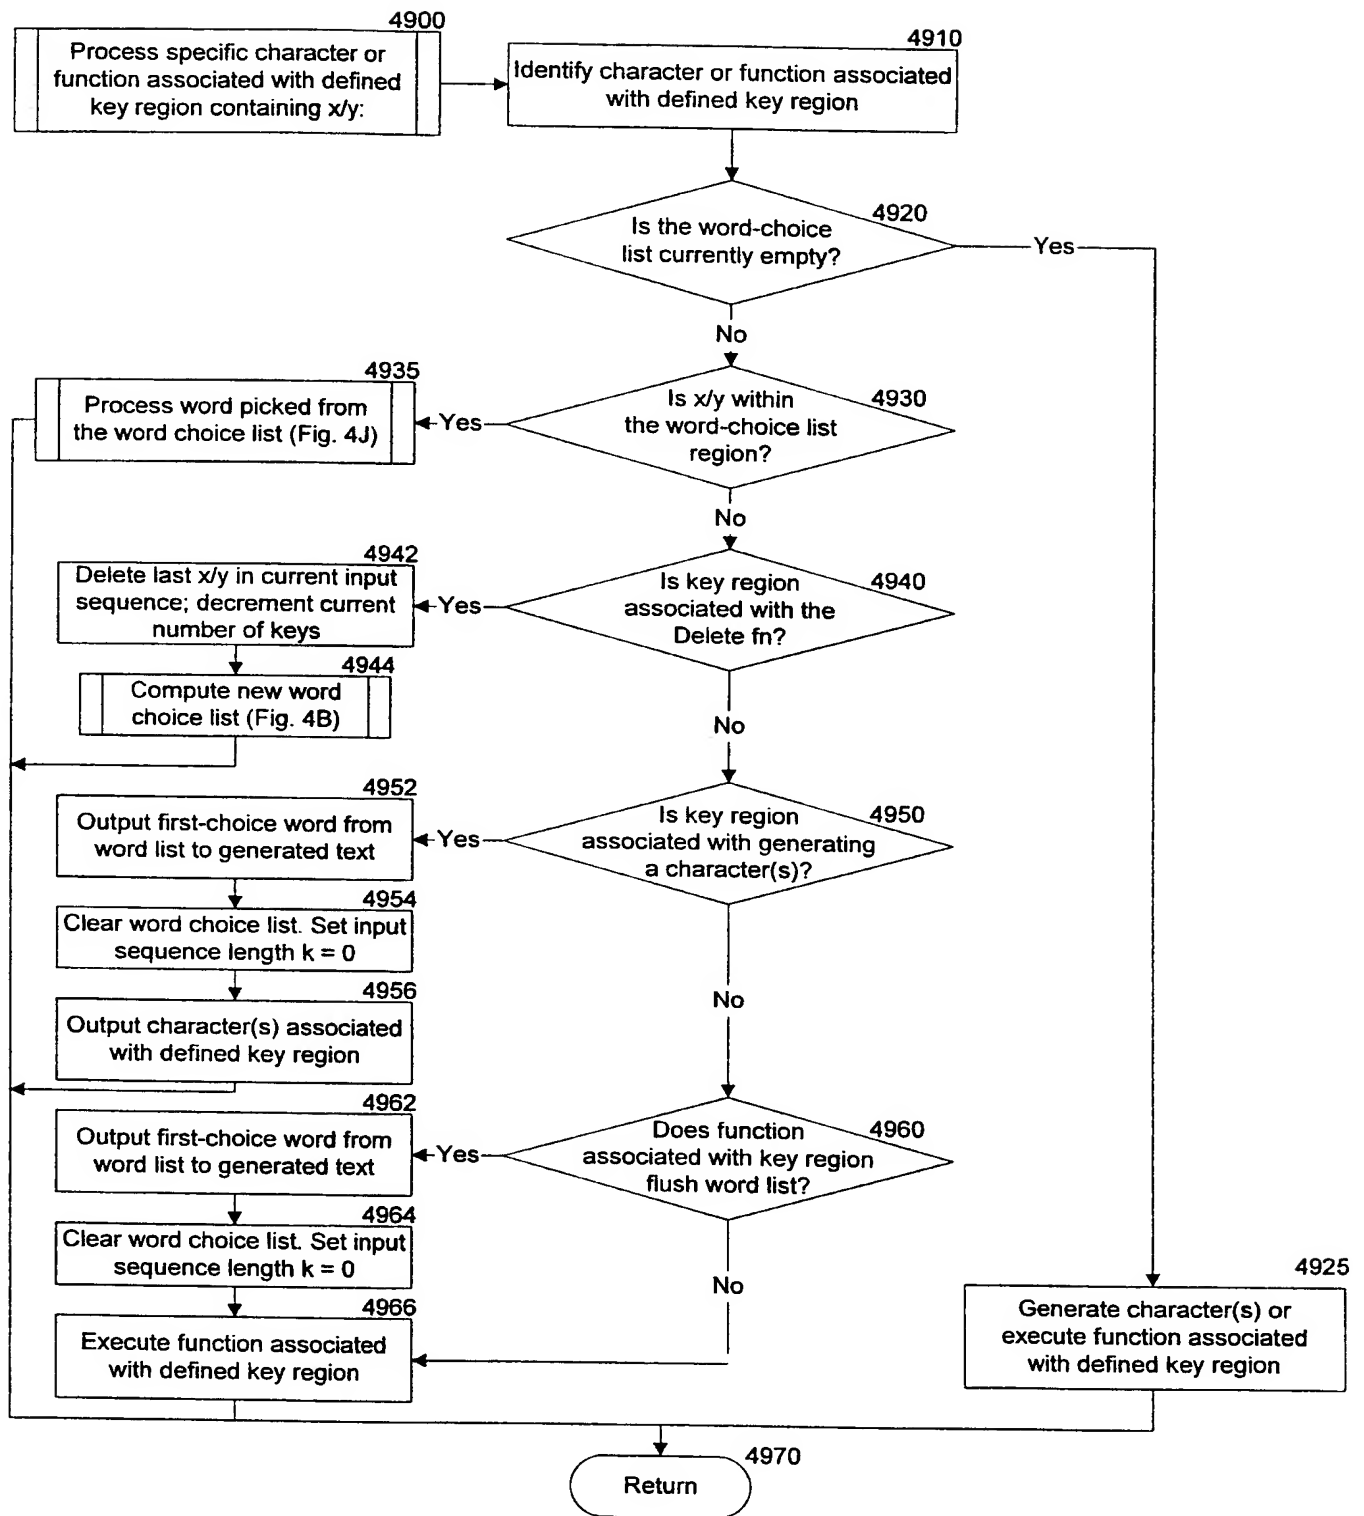 4900
Process specific character or
function associated with defined
key region containing x/y:
4910
Identify character or function associated
with defined key region
4920
Is the word-choice
list currently empty?
Yes
No
4935
Process word picked from
the word choice list (Fig. 4J)
Yes
4930
Is x/y within
the word-choice list
region?
No
4942
Delete last x/y in current input
sequence; decrement current
number of keys
Yes
4940
Is key region
associated with the
Delete fn?
4944
Compute new word
choice list (Fig. 4B)
No
4952
Output first-choice word from
word list to generated text
Yes
4950
Is key region
associated with generating
a character(s)?
4954
Clear word choice list. Set input
sequence length k = 0
4956
Output character(s) associated
with defined key region
No
4962
Output first-choice word from
word list to generated text
Yes
4960
Does function
associated with key region
flush word list?
4964
Clear word choice list. Set input
sequence length k = 0
No
4966
Execute function associated
with defined key region
4925
Generate character(s) or
execute function associated
with defined key region
4970
Return